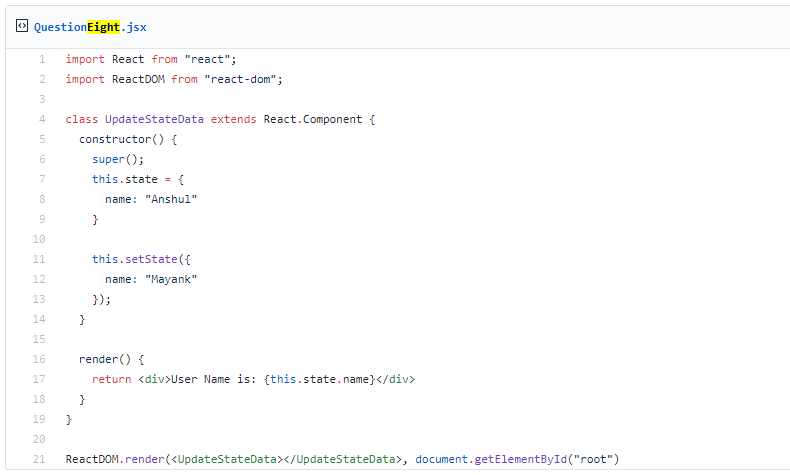 QuestionEight.jsx
1 import React from "react";
2 import ReactDOM from "react-dom";
3
4 class UpdateStateData extends React.Component {
5   constructor() {
6     super();
7     this.state = {
8       name: "Anshul"
9     }
10
11     this.setState({
12       name: "Mayank"
13     });
14   }
15
16   render() {
17     return <div>User Name is: {this.state.name}</div>
18   }
19 }
20
21 ReactDOM.render(<UpdateStateData></UpdateStateData>, document.getElementById("root")